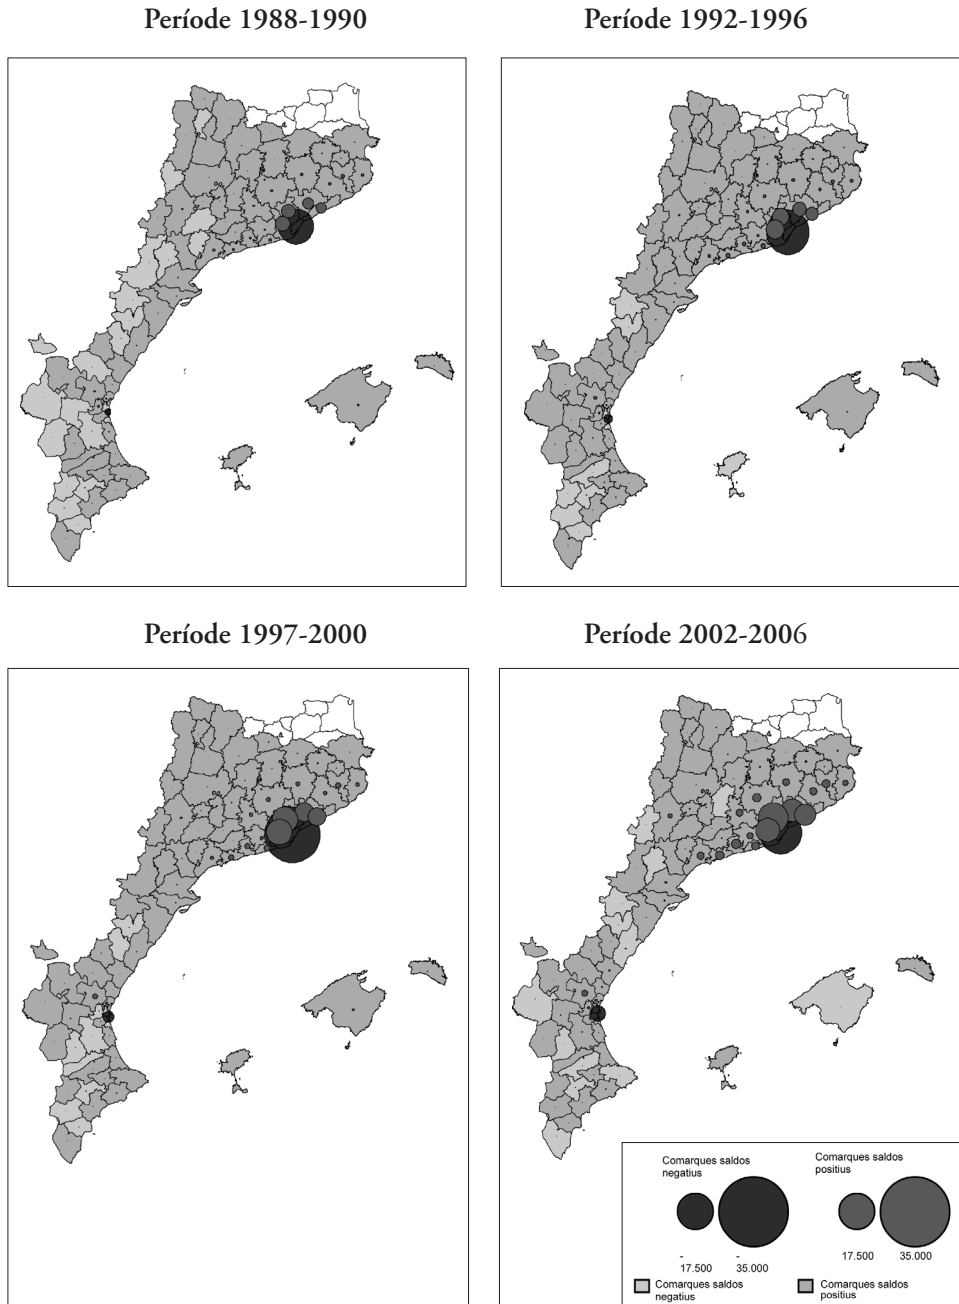 Període 1988-1990
Període 1992-1996
Període 1997-2000
Període 2002-2006
Comarques saldos
negatius
Comarques saldos
positius
-
17.500
-
35.000
17.500
35.000
Comarques saldos
negatius
Comarques saldos
positius